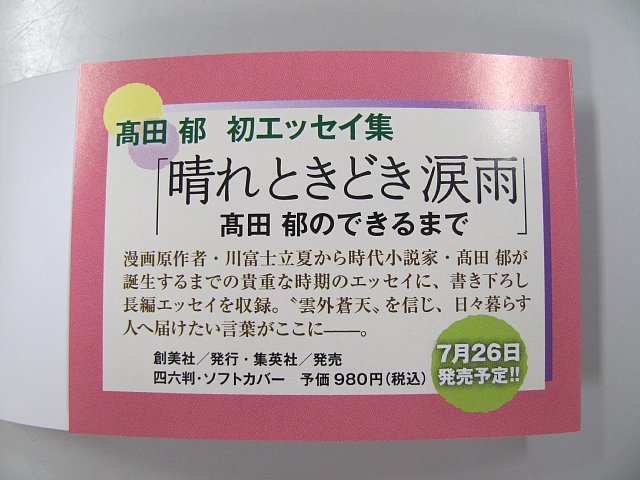 髙田 郁 初エッセイ集
「晴れときどき涙雨」
髙田 郁のできるまで
漫画原作者・川富士立夏から時代小説家・髙田 郁が
誕生するまでの貴重な時期のエッセイに、書き下ろし
長編エッセイを収録。〝雲外蒼天〟を信じ、日々暮らす
人へ届けたい言葉がここに――。
創美社/発行・集英社/発売
四六判・ソフトカバー 予価980円(税込)
7月26日
発売予定!!